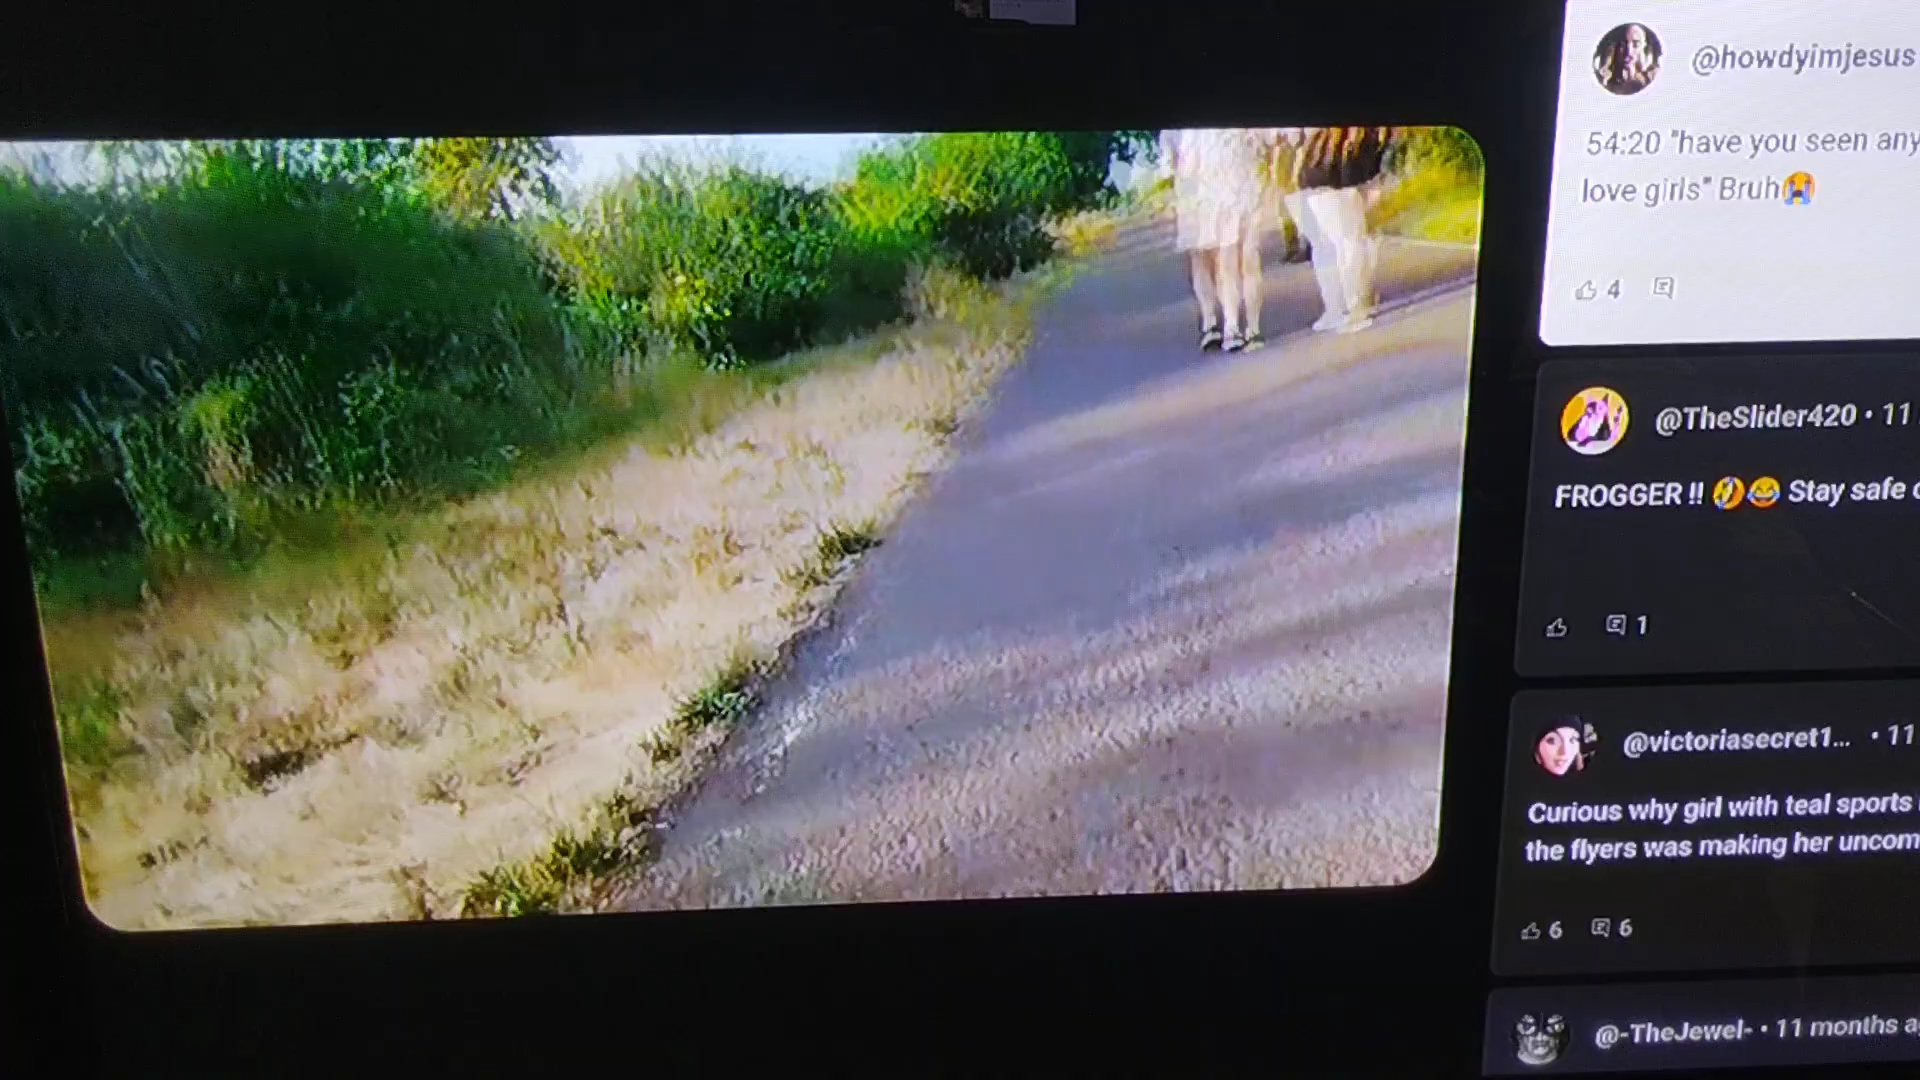 @howdyimjesus
54:20 "have you seen any
love girls" Bruh😭
4
@TheSlider420 • 11
FROGGER !! 🤣😂 Stay safe
1
@victoriasecret1... • 11
Curious why girl with teal sports
the flyers was making her uncom
6 6
@-TheJewel- • 11 months a